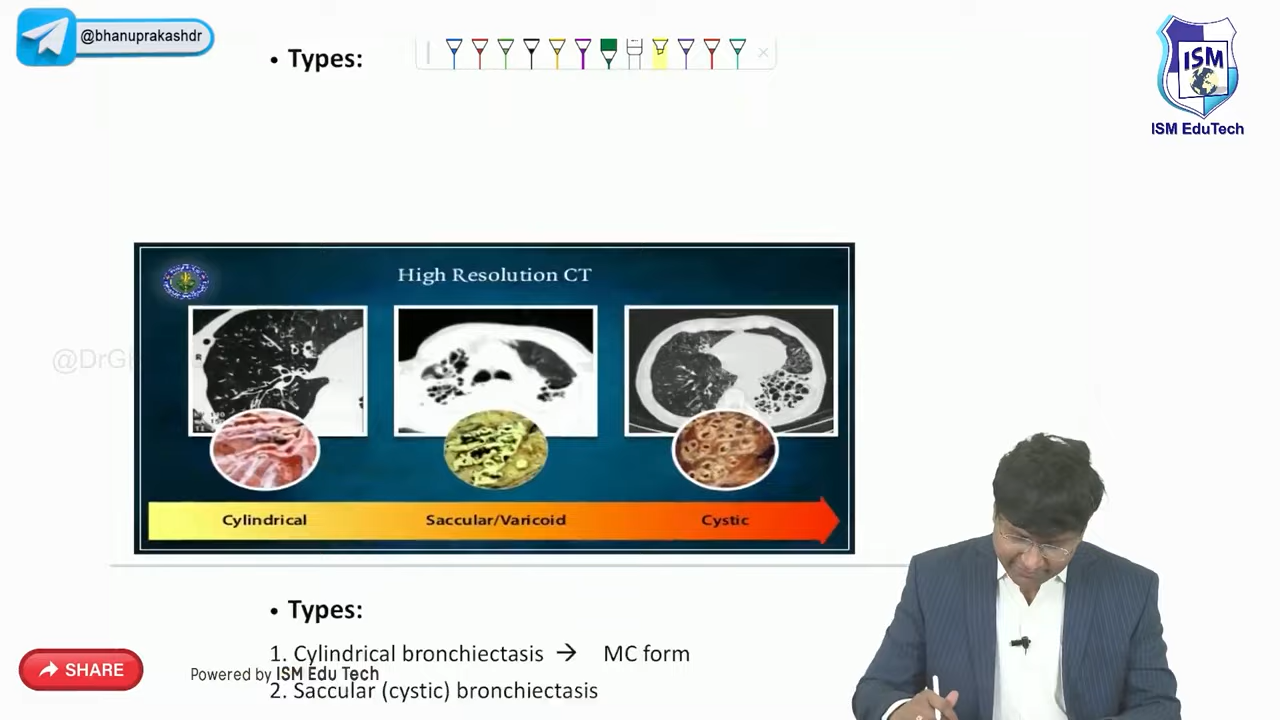 @bhanuprakashdr
• Types:
ISM
ISM EduTech
High Resolution CT
R
@DrG
Cylindrical
Saccular/Varicoid
Cystic
• Types:
1. Cylindrical bronchiectasis → MC form
SHARE
Powered by ISM Edu Tech
2. Saccular (cystic) bronchiectasis